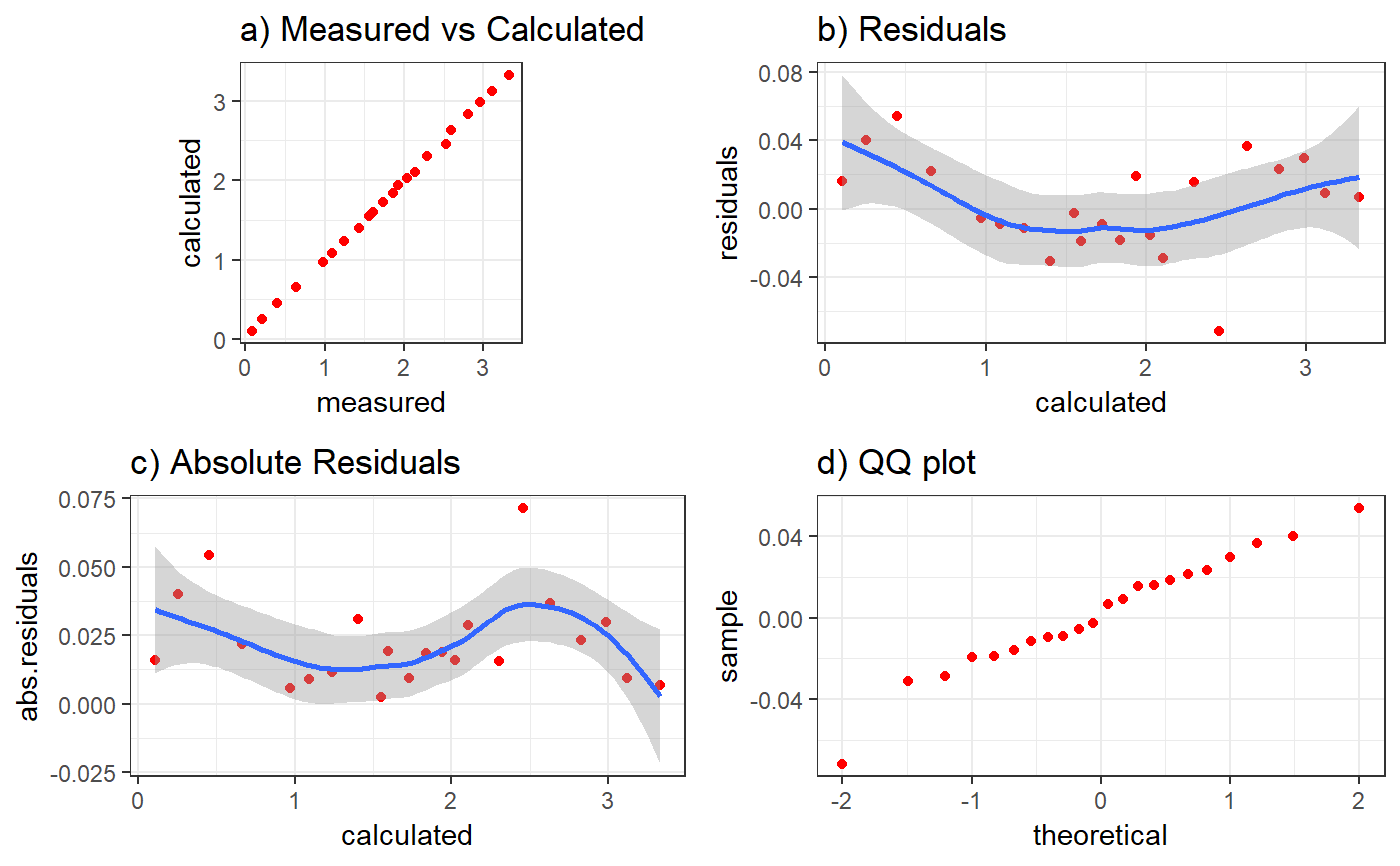 a) Measured vs Calculated
calculated
3
2
1
0
0 1 2 3
measured
b) Residuals
residuals
0.08
0.04
0.00
-0.04
0 1 2 3
calculated
c) Absolute Residuals
abs.residuals
0.075
0.050
0.025
0.000
-0.025
0 1 2 3
calculated
d) QQ plot
sample
0.04
0.00
-0.04
-2 -1 0 1 2
theoretical